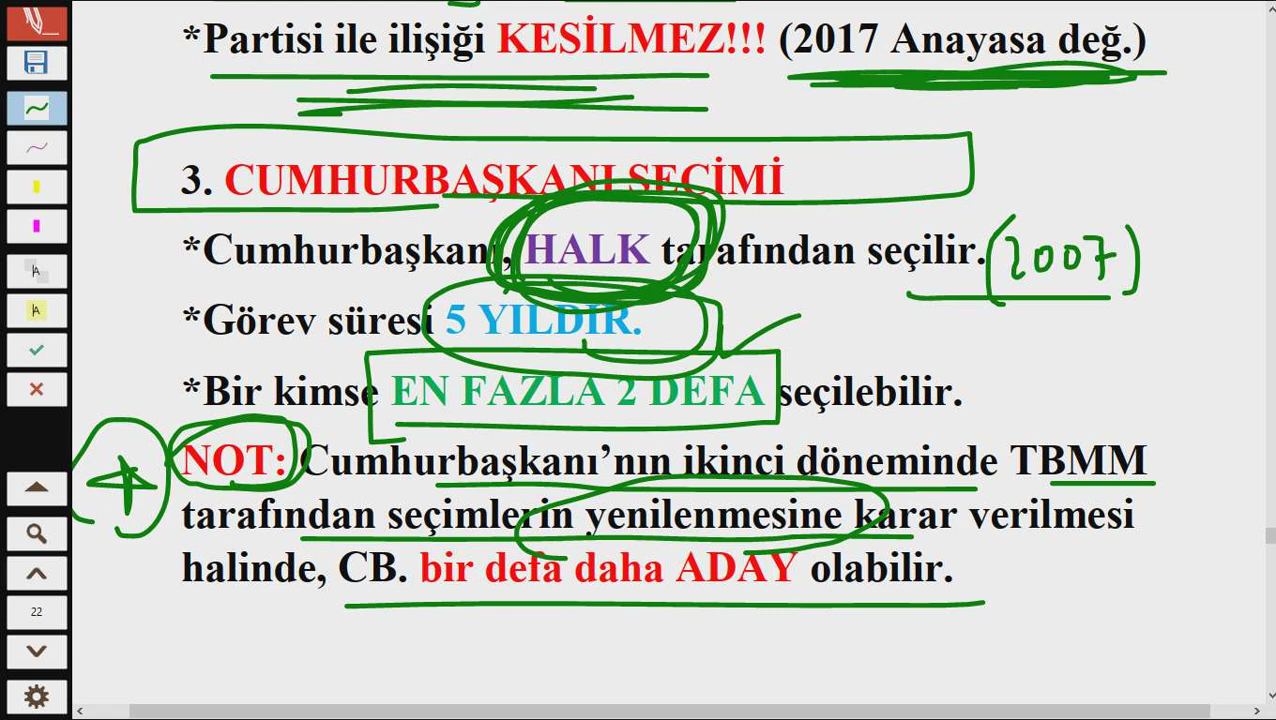 *Partisi ile ilişiği KESİLMEZ!!! (2017 Anayasa değ.)
3. CUMHURBAŞKANI SEÇİMİ
*Cumhurbaşkanı, HALK tarafından seçilir. (2007)
*Görev süresi 5 YILDIR.
*Bir kimse EN FAZLA 2 DEFA seçilebilir.
NOT: Cumhurbaşkanı’nın ikinci döneminde TBMM
tarafından seçimlerin yenilenmesine karar verilmesi
halinde, CB. bir defa daha ADAY olabilir.
22